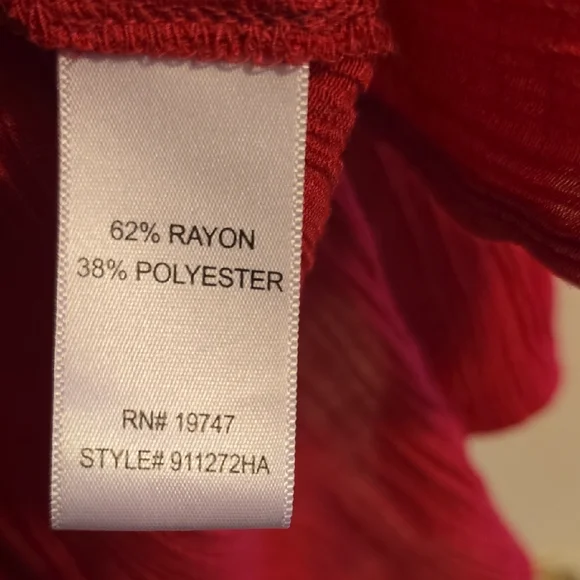 62% RAYON
38% POLYESTER
RN# 19747
STYLE# 911272HA